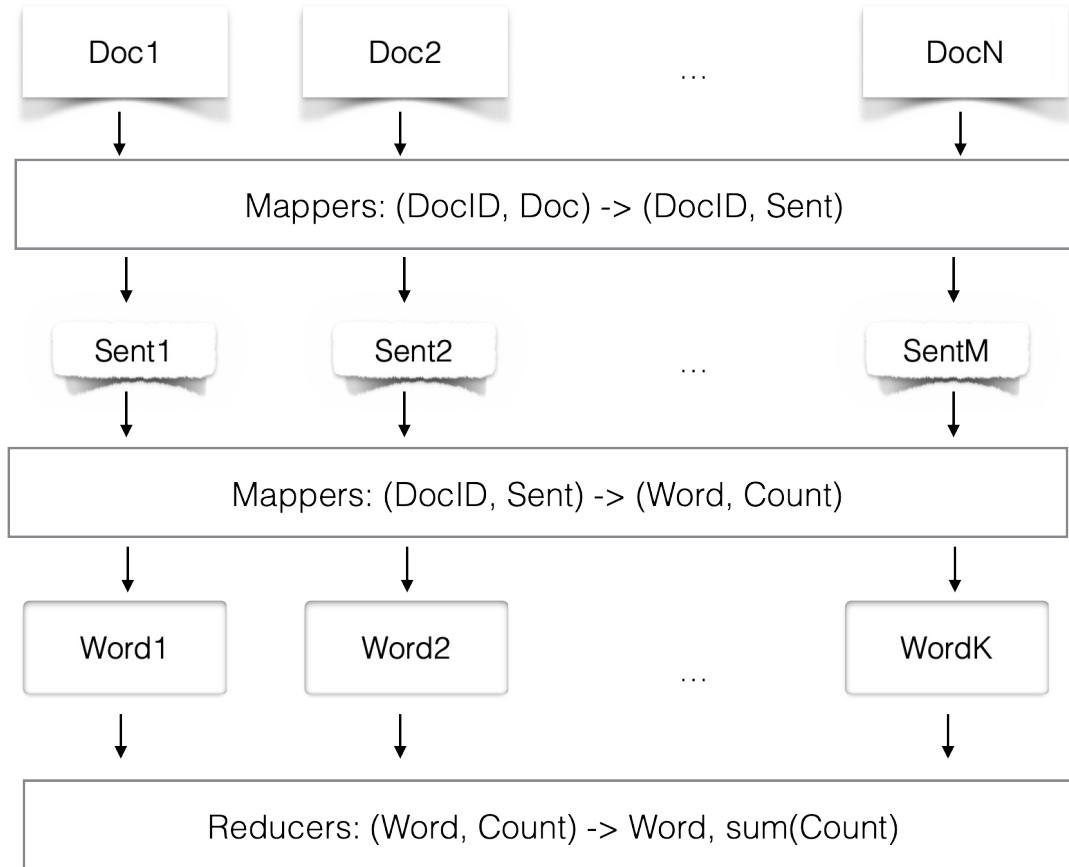 Doc1
Doc2
...
DocN
Mappers: (DocID, Doc) -> (DocID, Sent)
Sent1
Sent2
...
SentM
Mappers: (DocID, Sent) -> (Word, Count)
Word1
Word2
...
WordK
Reducers: (Word, Count) -> Word, sum(Count)